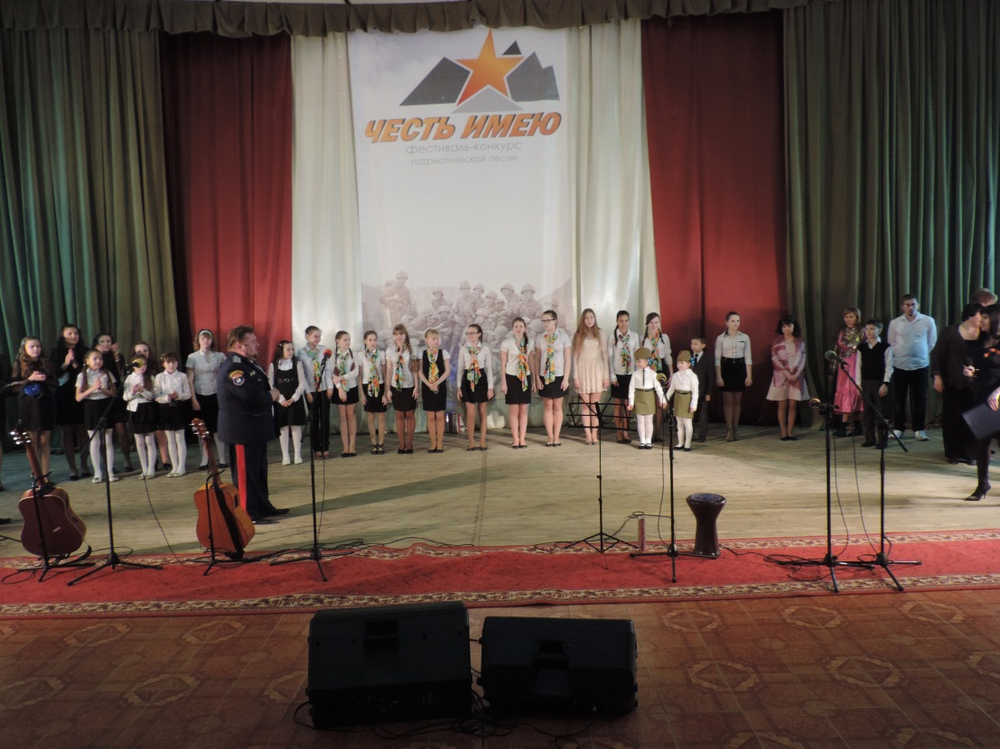 ЧЕСТЬ ИМЕЮ
фестиваль-конкурс
патриотической песни